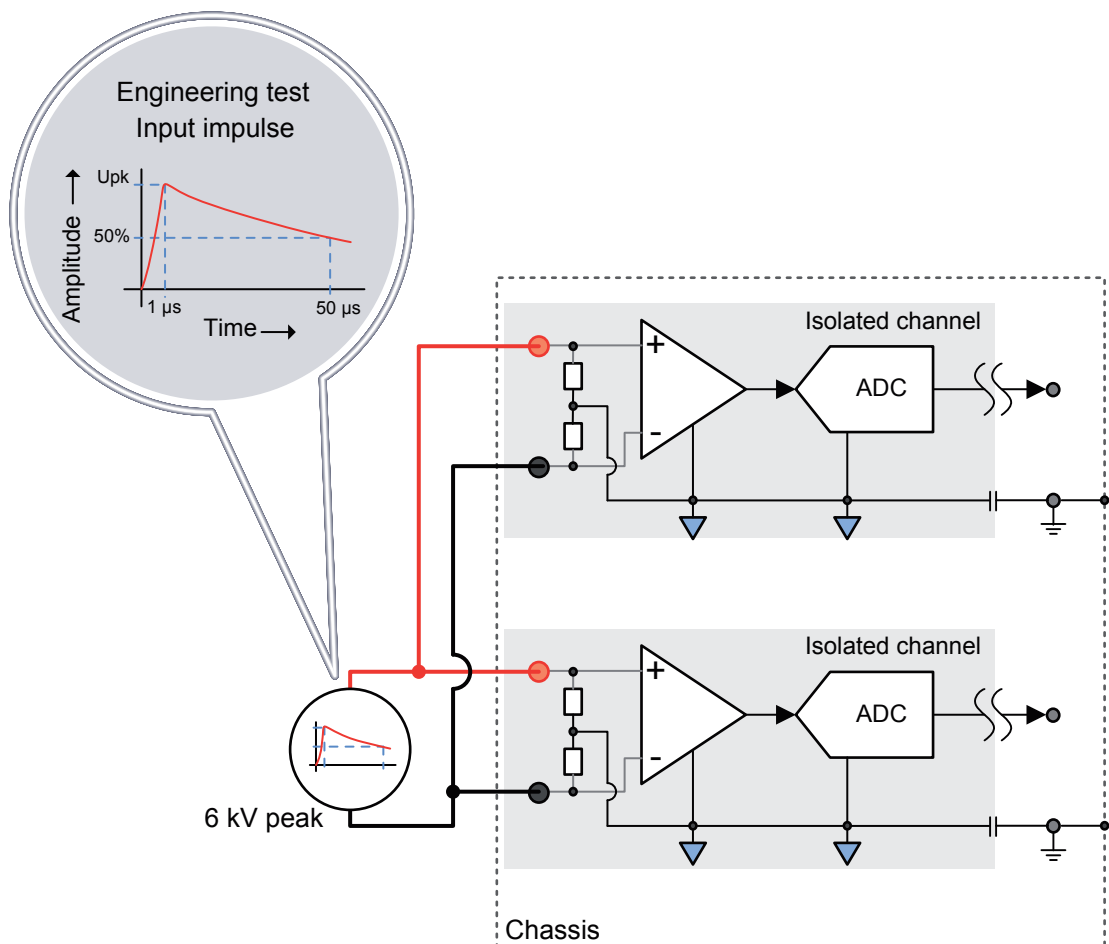 Engineering test
Input impulse
Upk
50%
Amplitude
1 µs
50 µs
Time
Isolated channel
+
-
ADC
Isolated channel
+
-
ADC
6 kV peak
Chassis